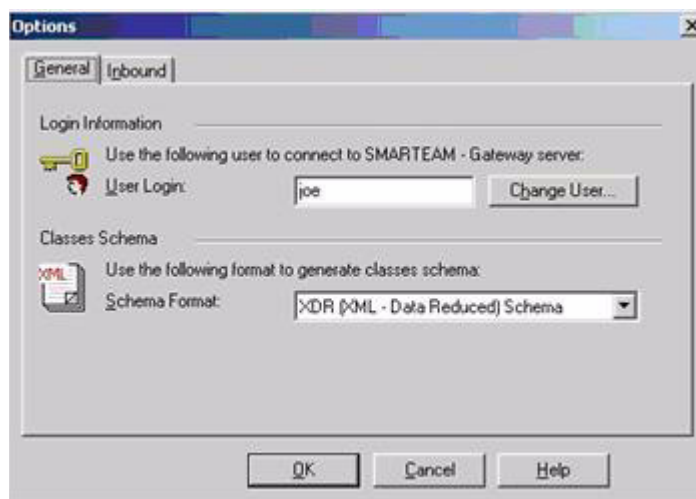 Options
General
Inbound
Login Information
Use the following user to connect to SMARTEAM - Gateway server:
User Login:
joe
Change User...
Classes Schema
XML
Use the following format to generate classes schema:
Schema Format:
XDR (XML - Data Reduced) Schema
OK
Cancel
Help